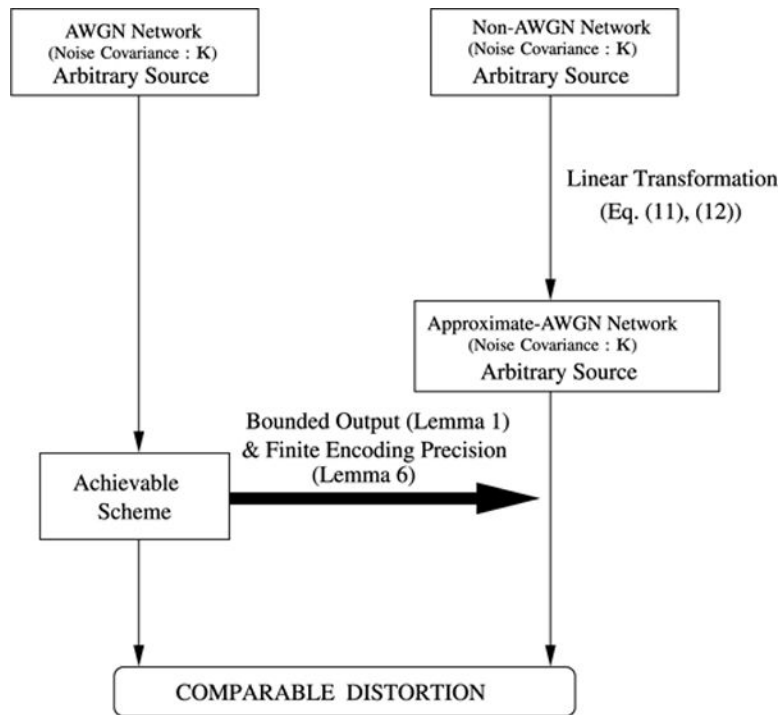 AWGN Network
(Noise Covariance : K)
Arbitrary Source
Non-AWGN Network
(Noise Covariance : K)
Arbitrary Source
Linear Transformation
(Eq. (11), (12))
Approximate-AWGN Network
(Noise Covariance : K)
Arbitrary Source
Bounded Output (Lemma 1)
& Finite Encoding Precision
(Lemma 6)
Achievable
Scheme
COMPARABLE DISTORTION